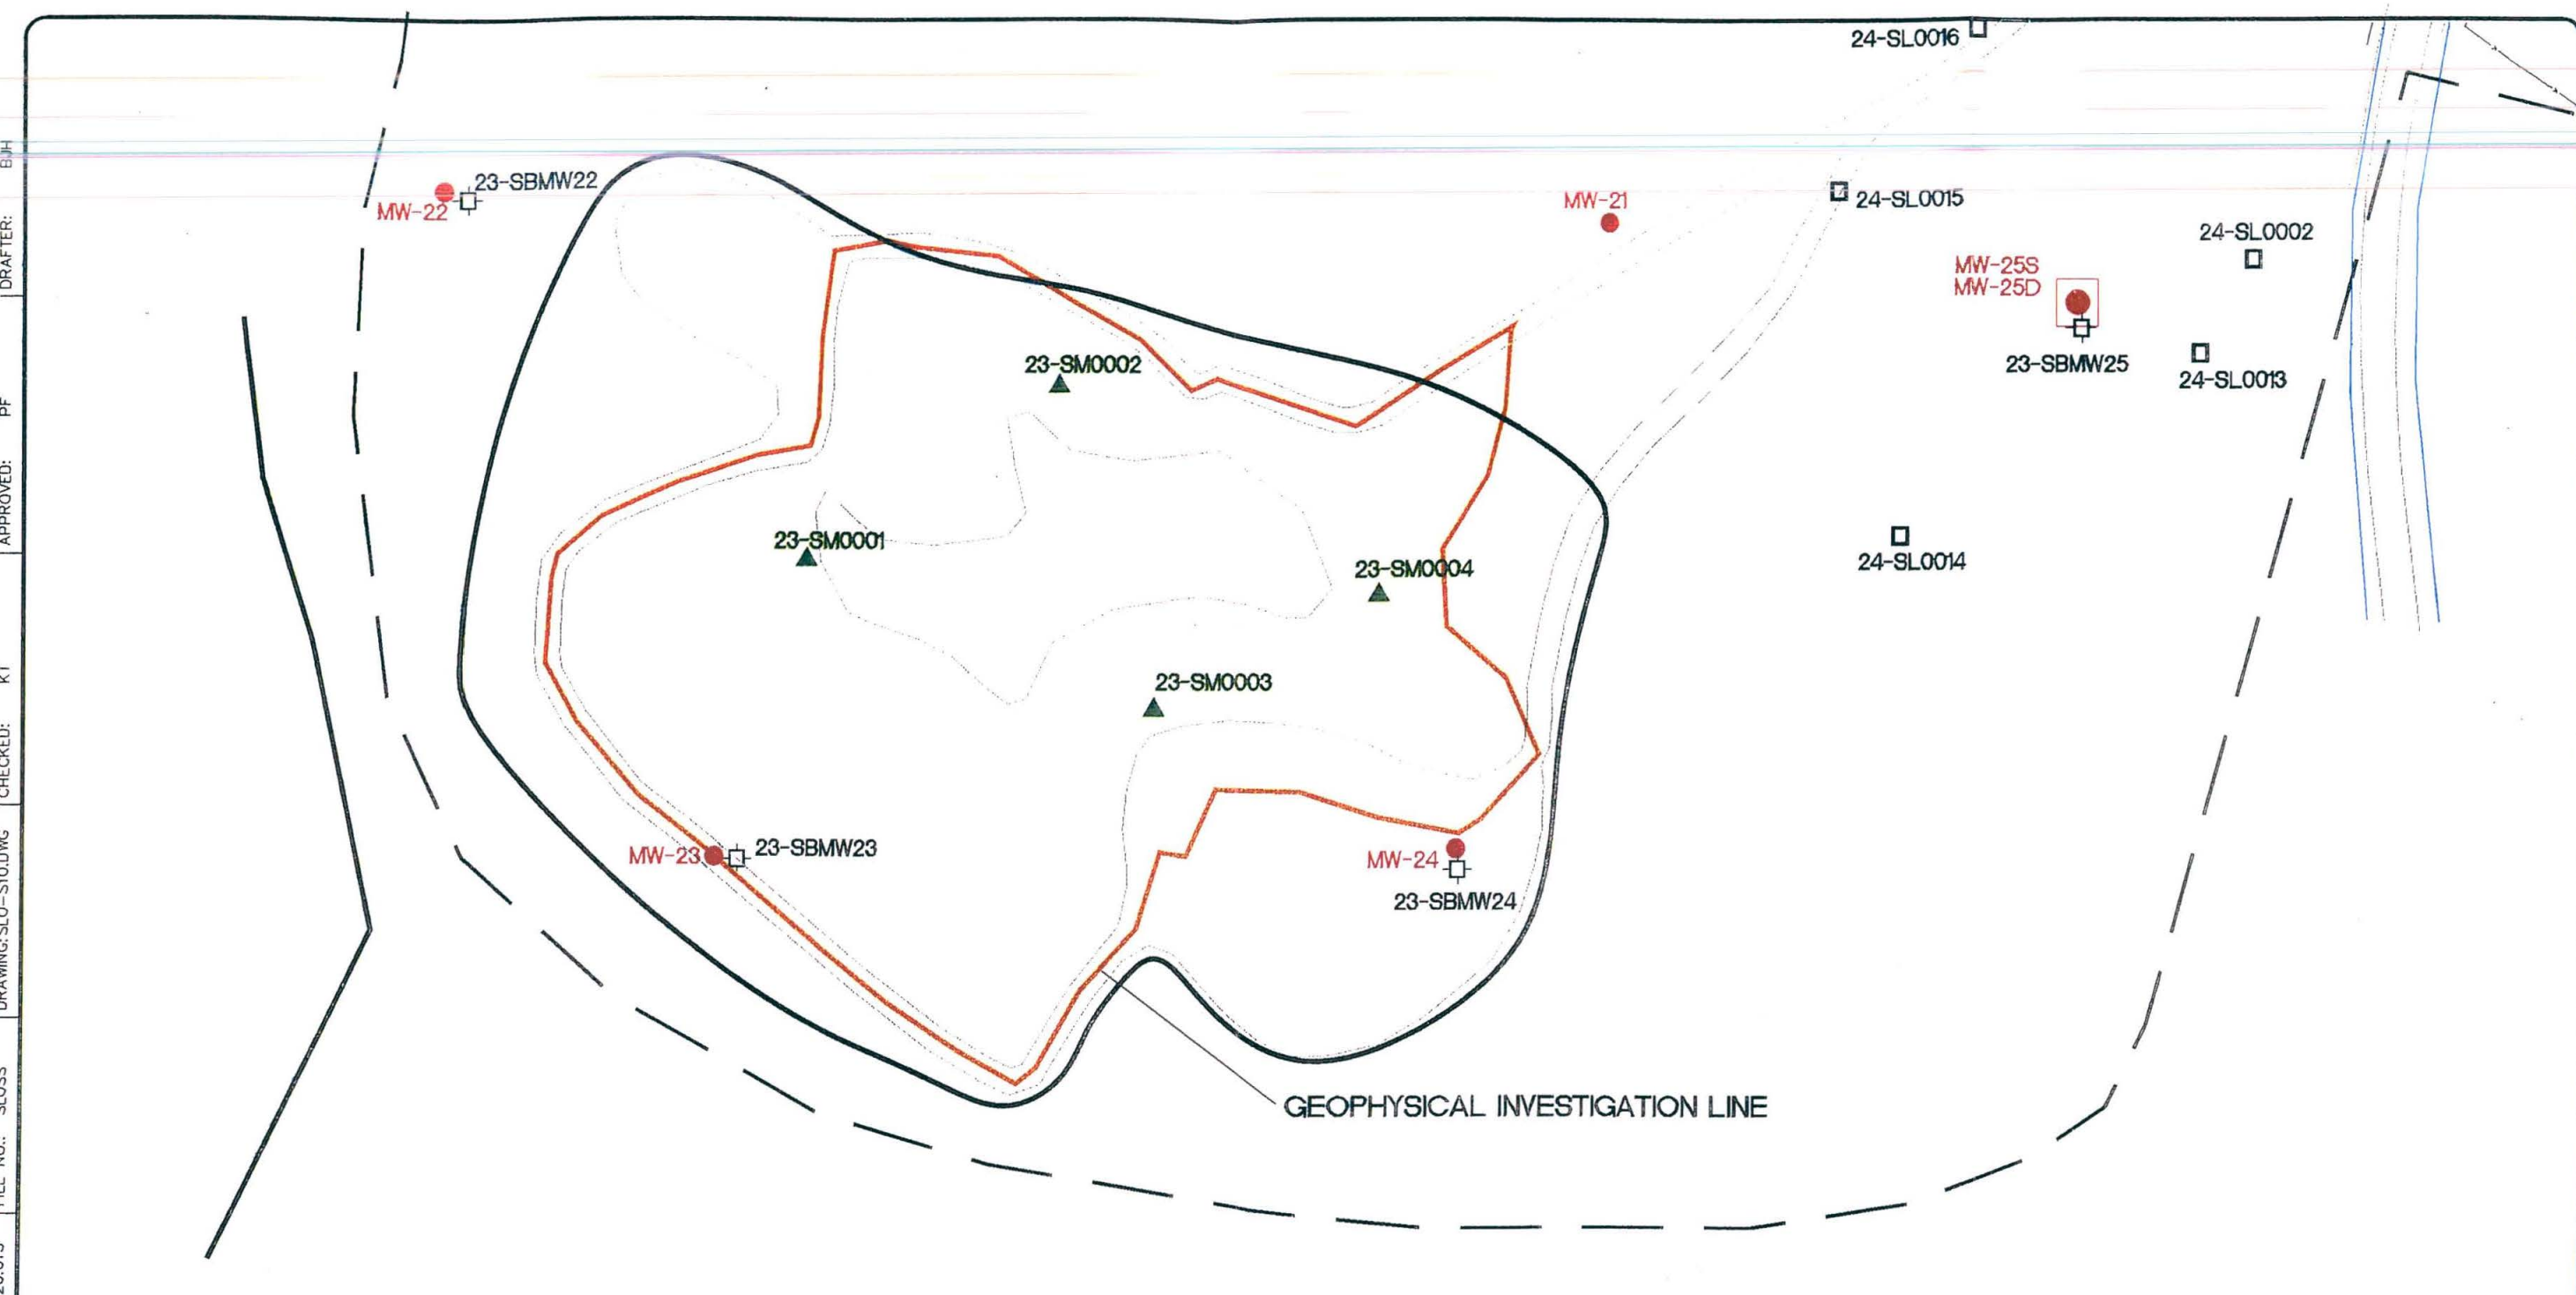 24-SL0016
23-SBMW22
MW-22
MW-21
24-SL0015
24-SL0002
MW-25S
MW-25D
23-SBMW25
24-SL0013
23-SM0002
23-SM0001
24-SL0014
23-SM0004
23-SM0003
MW-23
23-SBMW23
MW-24
23-SBMW24
GEOPHYSICAL INVESTIGATION LINE
DRAFTER: BJH
APPROVED: PF
CHECKED: KT